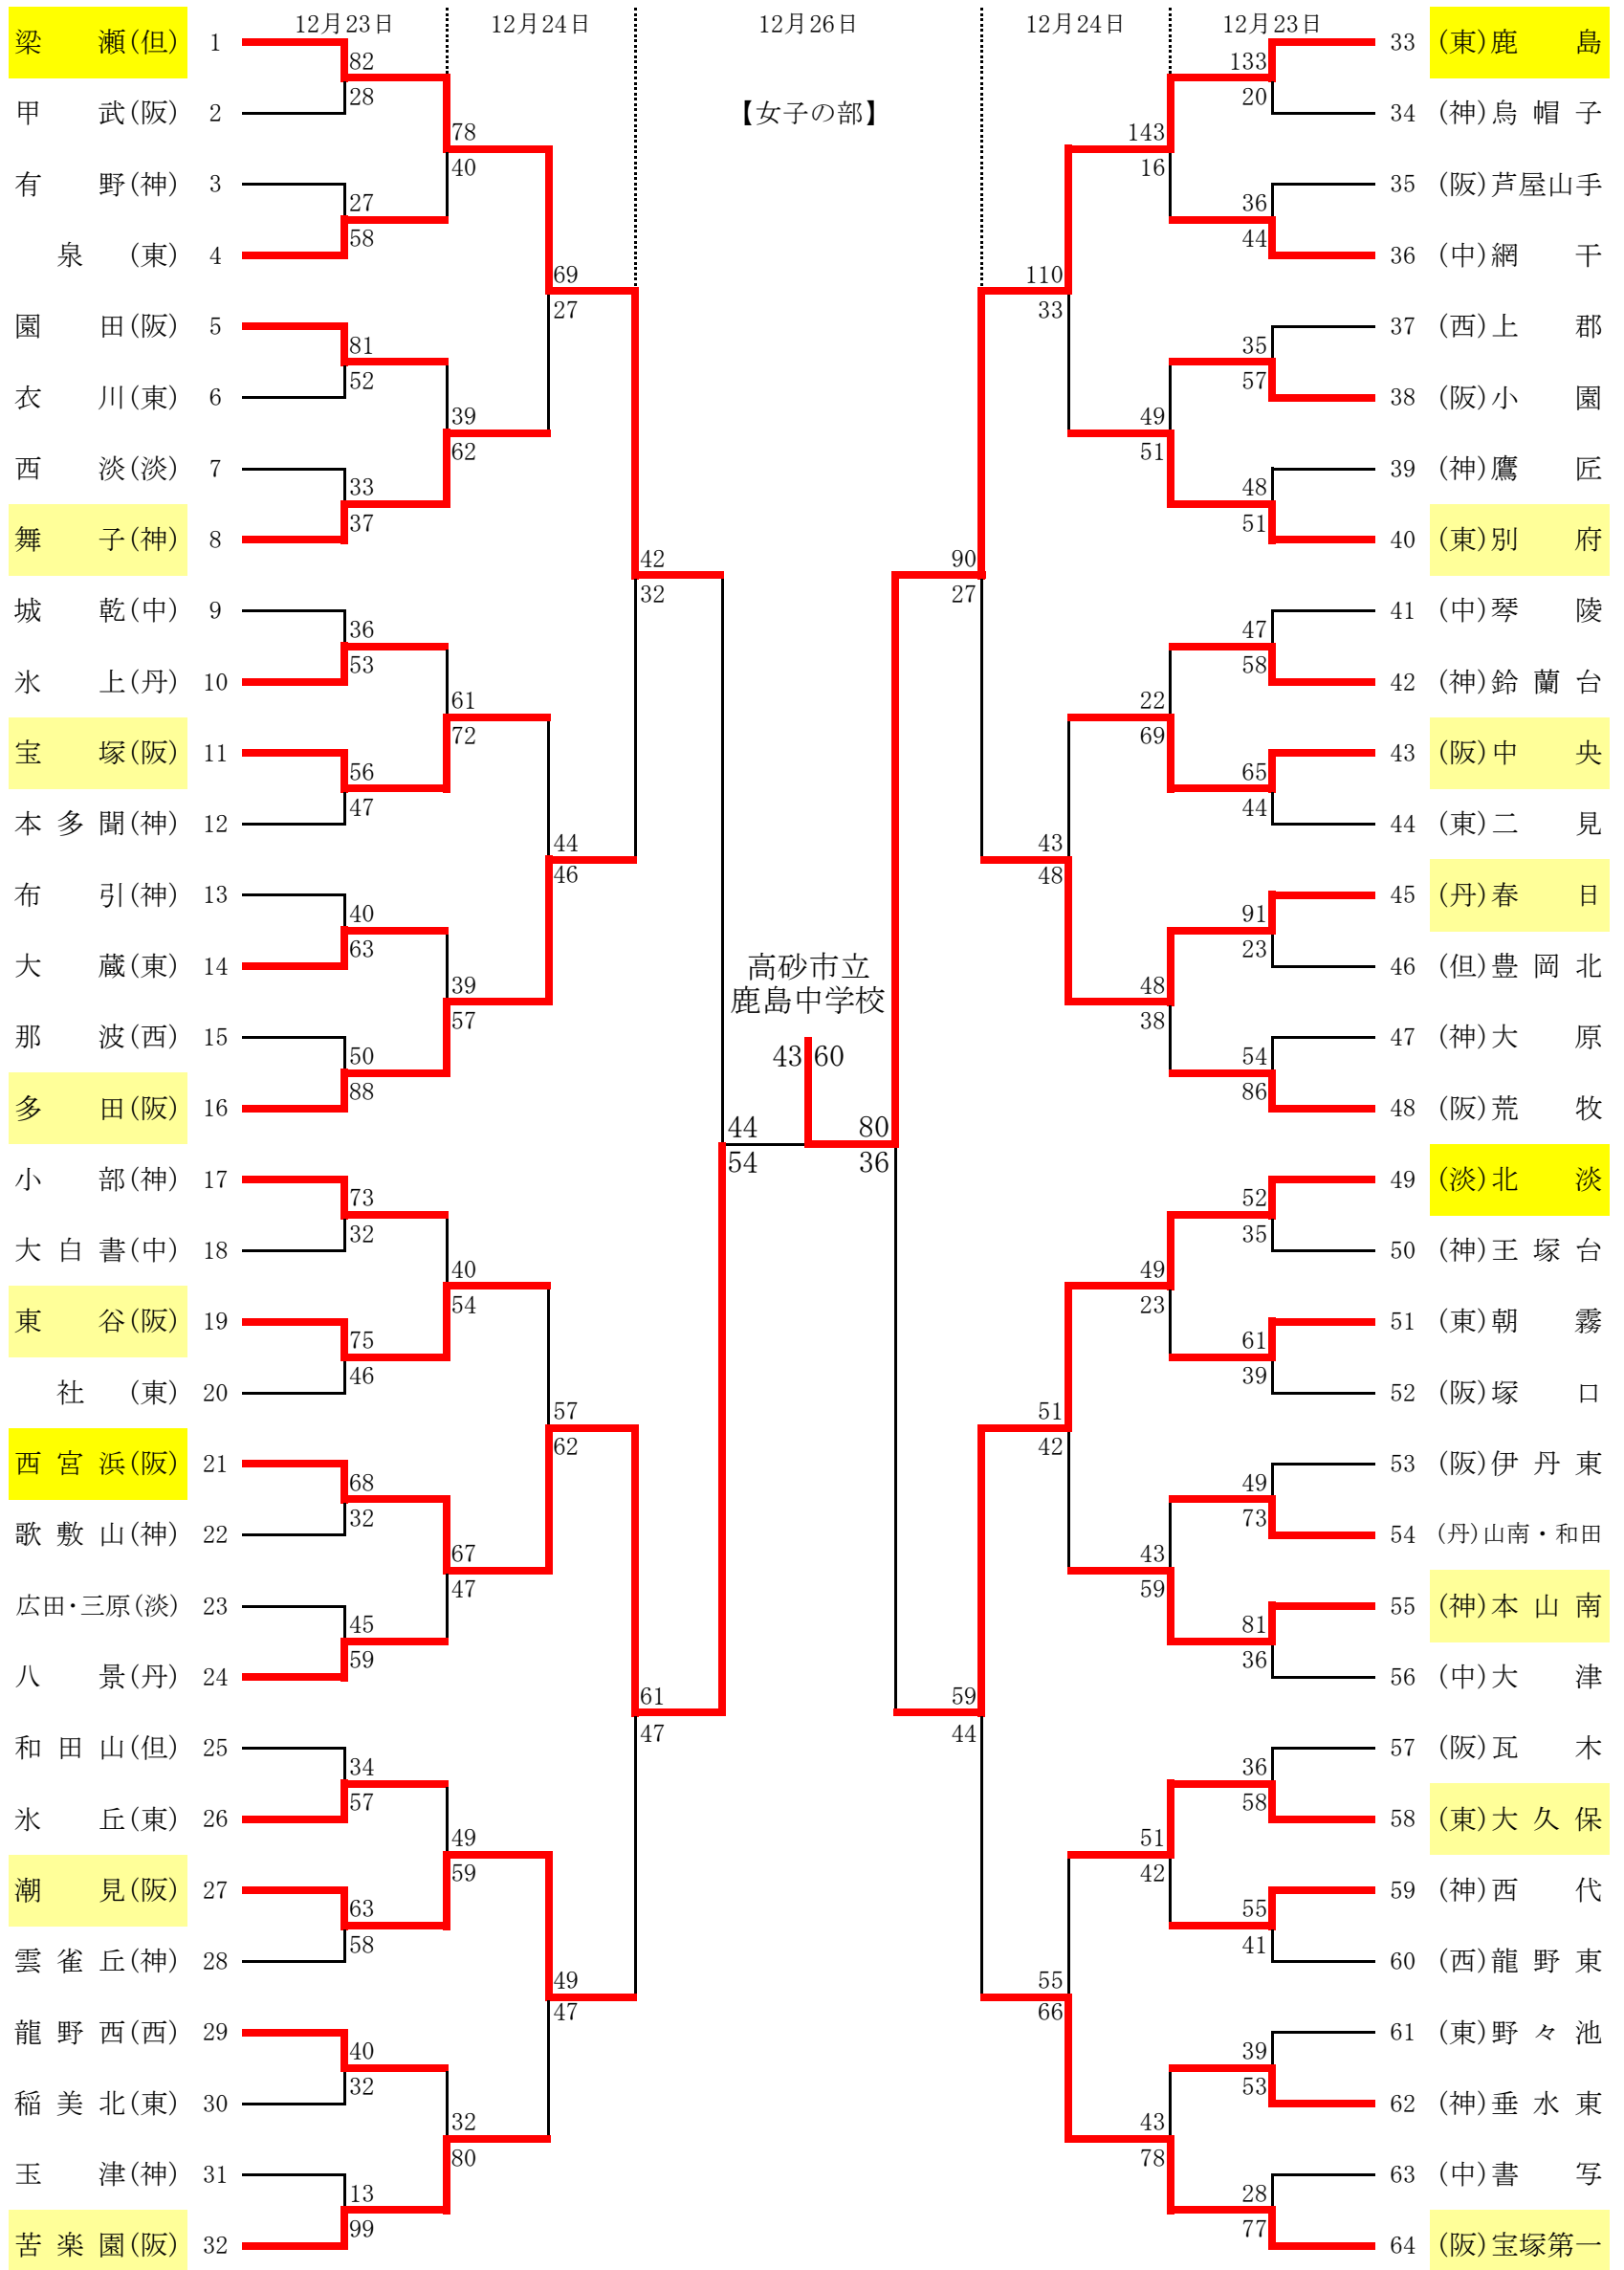 12月23日 12月24日 12月26日 12月24日 12月23日
【女子の部】
梁瀬(但) 1
82
28
甲武(阪) 2
78
40
有野(神) 3
27
58
泉(東) 4
69
27
園田(阪) 5
81
52
衣川(東) 6
39
62
西淡(淡) 7
33
37
舞子(神) 8
42
32
城乾(中) 9
36
53
氷上(丹) 10
61
72
宝塚(阪) 11
56
47
本多聞(神) 12
44
46
布引(神) 13
40
63
大蔵(東) 14
39
57
那波(西) 15
50
88
多田(阪) 16
44
54
小部(神) 17
73
32
大白書(中) 18
40
54
東谷(阪) 19
75
46
社(東) 20
57
62
西宮浜(阪) 21
68
32
歌敷山(神) 22
67
47
広田・三原(淡) 23
45
59
八景(丹) 24
61
47
和田山(但) 25
34
57
氷丘(東) 26
49
59
潮見(阪) 27
63
58
雲雀丘(神) 28
49
47
龍野西(西) 29
40
32
稲美北(東) 30
32
80
玉津(神) 31
13
99
苦楽園(阪) 32
高砂市立
鹿島中学校
43 60
33 (東)鹿島
133
20
34 (神)烏帽子
143
16
35 (阪)芦屋山手
36
44
36 (中)網干
110
33
37 (西)上郡
35
57
38 (阪)小園
49
51
39 (神)鷹匠
48
51
40 (東)別府
90
27
41 (中)琴陵
47
58
42 (神)鈴蘭台
22
69
43 (阪)中央
65
44
44 (東)二見
43
48
45 (丹)春日
91
23
46 (但)豊岡北
48
38
47 (神)大原
54
86
48 (阪)荒牧
80
36
49 (淡)北淡
52
35
50 (神)王塚台
49
23
51 (東)朝霧
61
39
52 (阪)塚口
51
42
53 (阪)伊丹東
49
73
54 (丹)山南・和田
43
59
55 (神)本山南
81
36
56 (中)大津
59
44
57 (阪)瓦木
36
58
58 (東)大久保
51
42
59 (神)西代
55
41
60 (西)龍野東
55
66
61 (東)野々池
39
53
62 (神)垂水東
43
78
63 (中)書写
28
77
64 (阪)宝塚第一